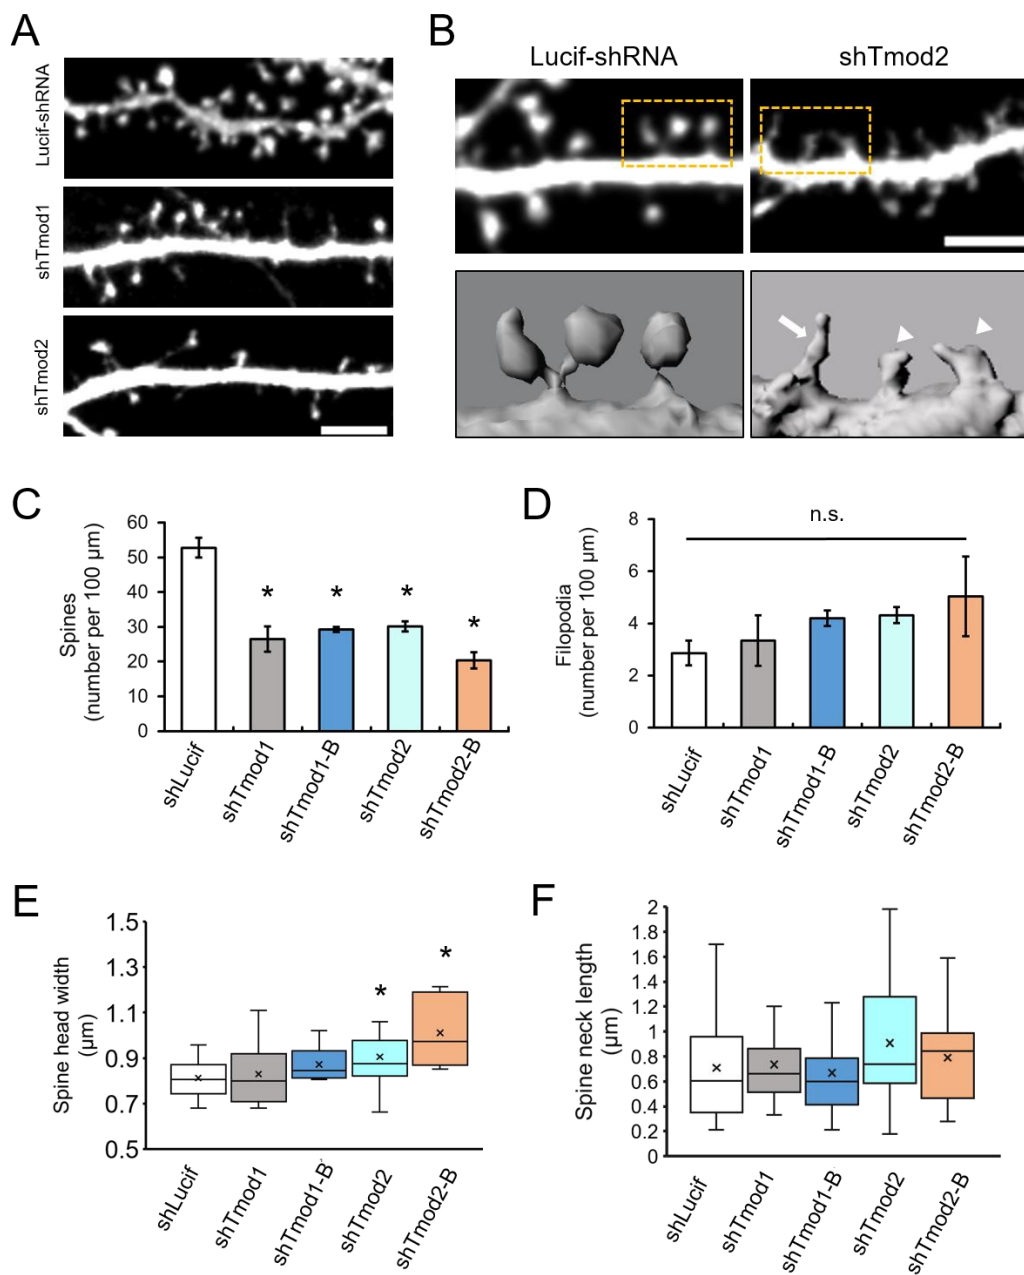 A
Lucif-shRNA
shTmod1
shTmod2
B
Lucif-shRNA
shTmod2
C
Spines
(number per 100 µm)
60
50
40
30
20
10
0
*
*
*
*
shLucif
shTmod1
shTmod1-B
shTmod2
shTmod2-B
D
Filopodia
(number per 100 µm)
8
6
4
2
0
n.s.
shLucif
shTmod1
shTmod1-B
shTmod2
shTmod2-B
E
Spine head width
(µm)
1.5
1.3
1.1
0.9
0.7
0.5
*
*
shLucif
shTmod1
shTmod1-B
shTmod2
shTmod2-B
F
Spine neck length
(µm)
2
1.8
1.6
1.4
1.2
1
0.8
0.6
0.4
0.2
0
shLucif
shTmod1
shTmod1-B
shTmod2
shTmod2-B